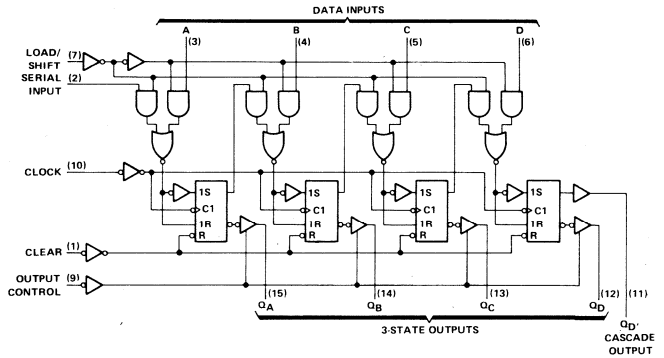 DATA INPUTS
A B C D
(3) (4) (5) (6)
LOAD/
SHIFT (7)
SERIAL
INPUT (2)
CLOCK (10)
1S 1S 1S 1S
C1 C1 C1 C1
1R 1R 1R 1R
R R R R
CLEAR (1)
OUTPUT
CONTROL (9)
(15) (14) (13) (12) (11)
QA QB QC QD
3-STATE OUTPUTS
QD'
CASCADE
OUTPUT